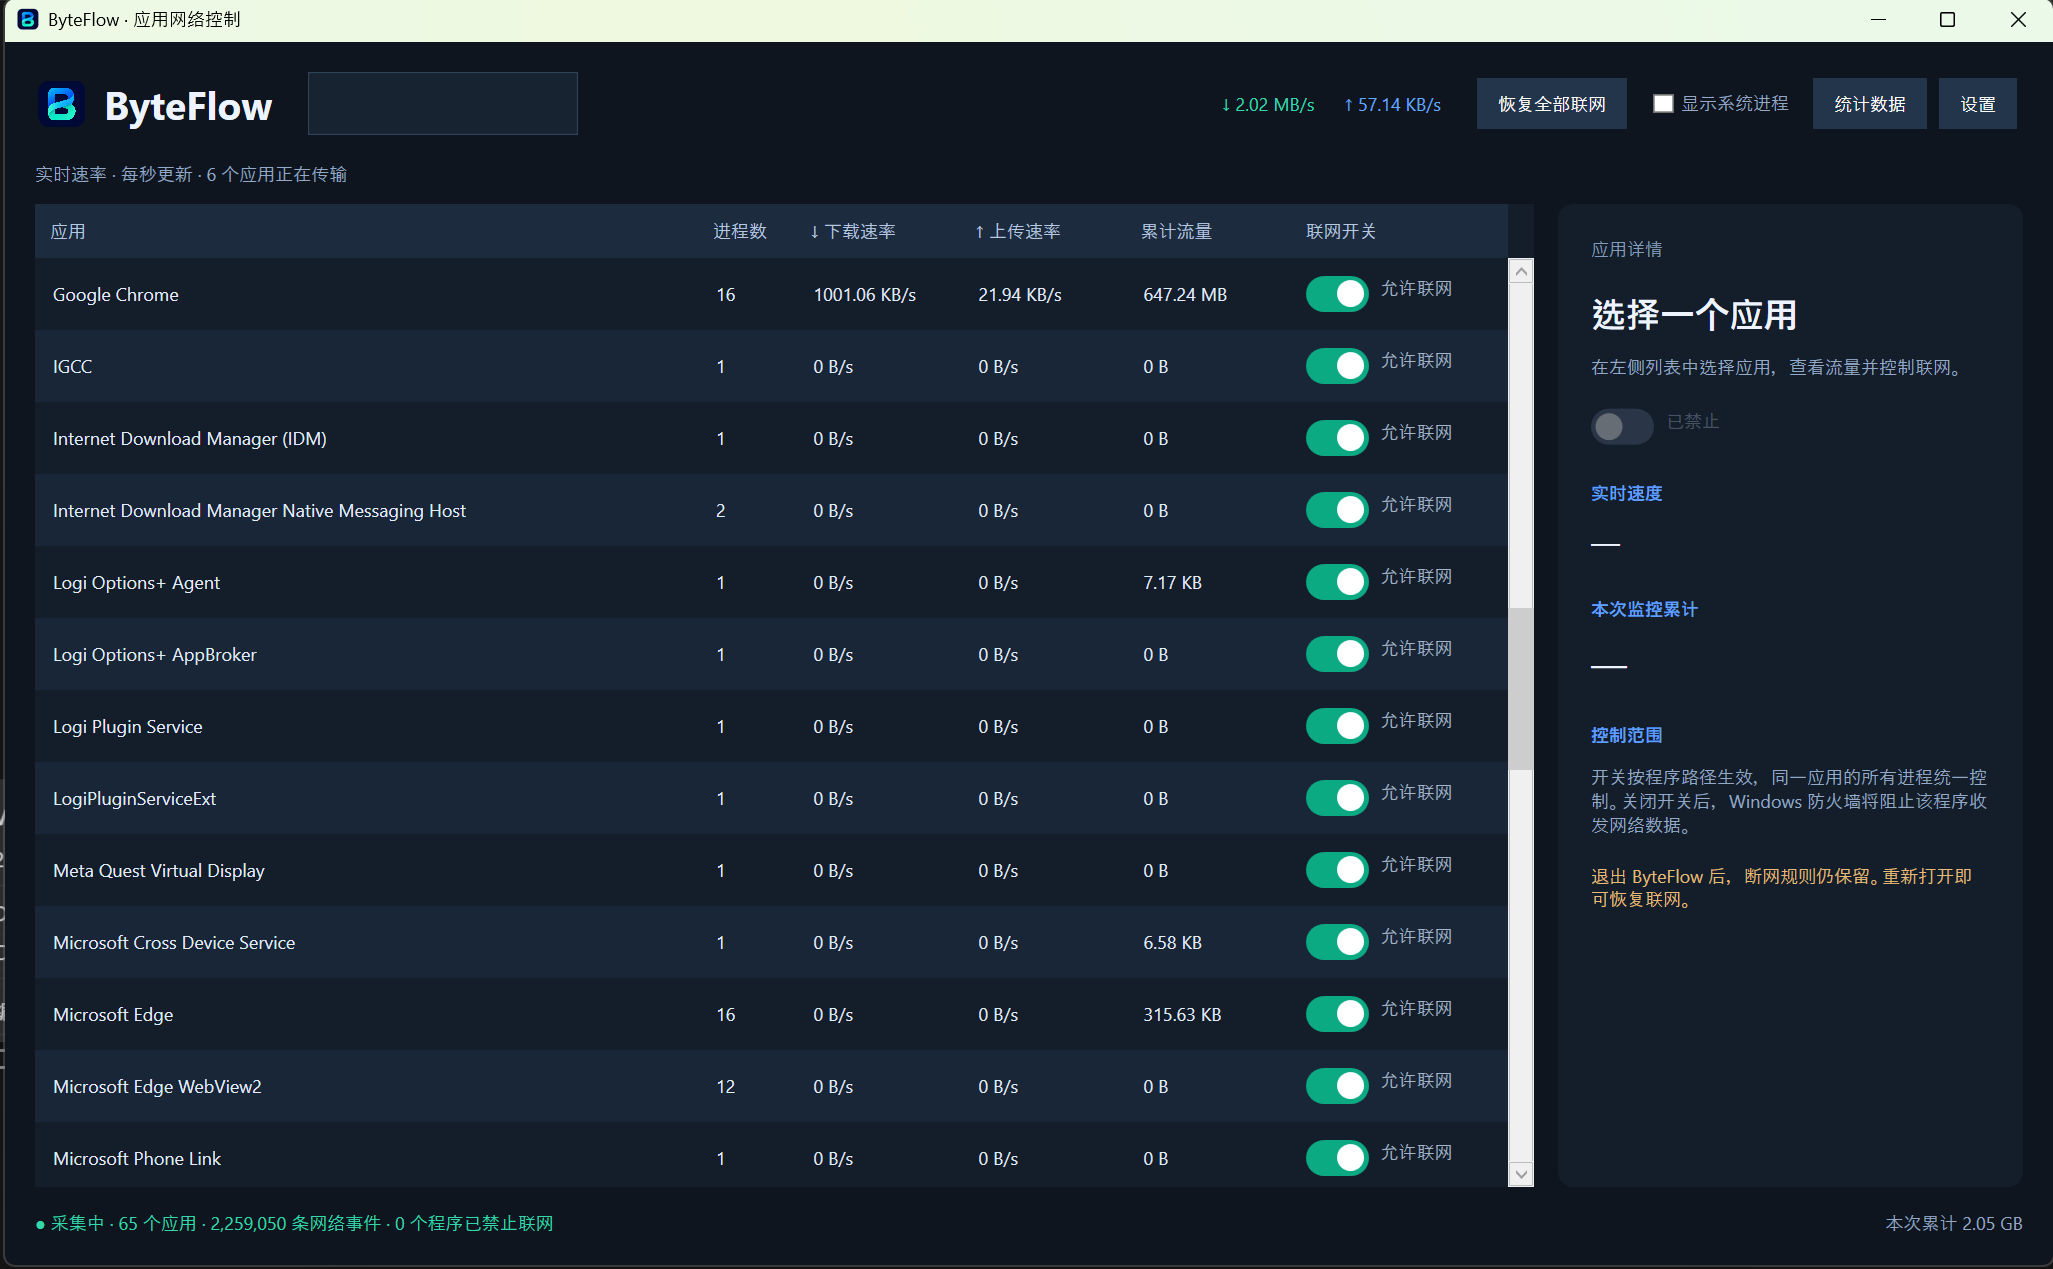 ByteFlow · 应用网络控制
ByteFlow
↓ 2.02 MB/s ↑ 57.14 KB/s 恢复全部联网 显示系统进程 统计数据 设置
实时速率 · 每秒更新 · 6 个应用正在传输
应用 进程数 ↓ 下载速率 ↑ 上传速率 累计流量 联网开关
Google Chrome 16 1001.06 KB/s 21.94 KB/s 647.24 MB 允许联网
IGCC 1 0 B/s 0 B/s 0 B 允许联网
Internet Download Manager (IDM) 1 0 B/s 0 B/s 0 B 允许联网
Internet Download Manager Native Messaging Host 2 0 B/s 0 B/s 0 B 允许联网
Logi Options+ Agent 1 0 B/s 0 B/s 7.17 KB 允许联网
Logi Options+ AppBroker 1 0 B/s 0 B/s 0 B 允许联网
Logi Plugin Service 1 0 B/s 0 B/s 0 B 允许联网
LogiPluginServiceExt 1 0 B/s 0 B/s 0 B 允许联网
Meta Quest Virtual Display 1 0 B/s 0 B/s 0 B 允许联网
Microsoft Cross Device Service 1 0 B/s 0 B/s 6.58 KB 允许联网
Microsoft Edge 16 0 B/s 0 B/s 315.63 KB 允许联网
Microsoft Edge WebView2 12 0 B/s 0 B/s 0 B 允许联网
Microsoft Phone Link 1 0 B/s 0 B/s 0 B 允许联网
应用详情
选择一个应用
在左侧列表中选择应用，查看流量并控制联网。
已禁止
实时速度
—
本次监控累计
—
控制范围
开关按程序路径生效，同一应用的所有进程统一控
制。关闭开关后，Windows 防火墙将阻止该程序收
发网络数据。
退出 ByteFlow 后，断网规则仍保留。重新打开即
可恢复联网。
● 采集中 · 65 个应用 · 2,259,050 条网络事件 · 0 个程序已禁止联网
本次累计 2.05 GB